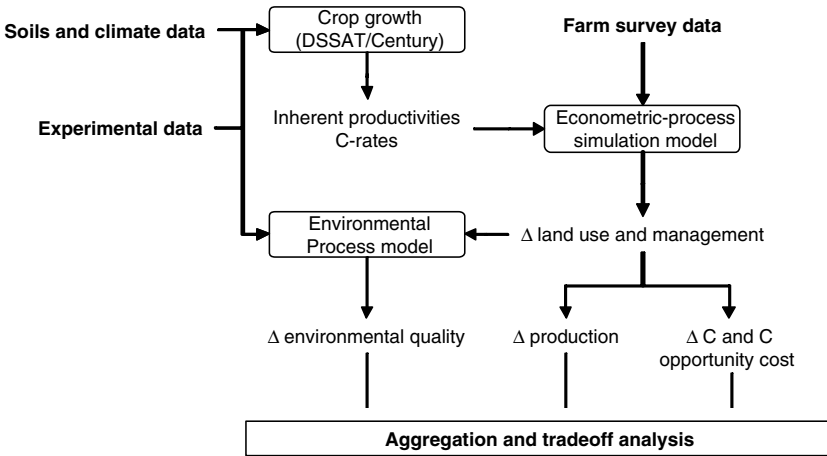 Soils and climate data
Crop growth
(DSSAT/Century)
Farm survey data
Experimental data
Inherent productivities
C-rates
Econometric-process
simulation model
Environmental
Process model
Δ land use and management
Δ environmental quality
Δ production
Δ C and C
opportunity cost
Aggregation and tradeoff analysis